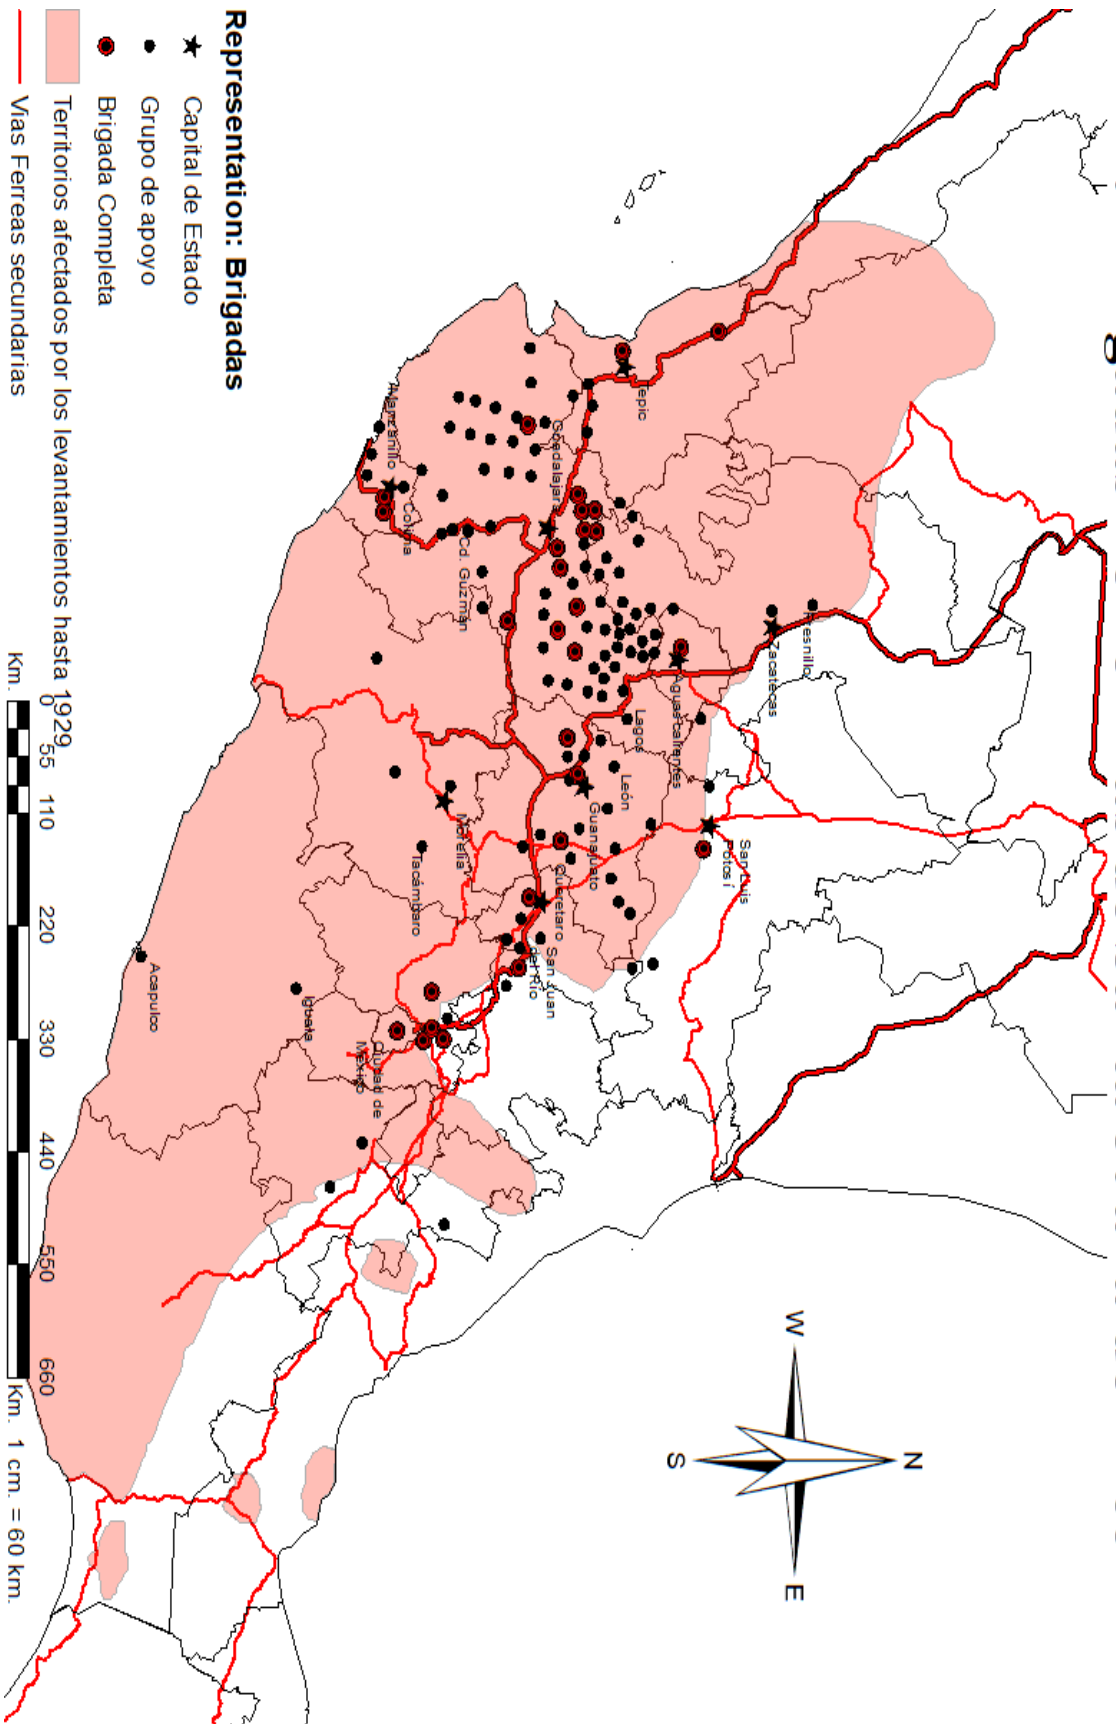 Representation: Brigadas
Capital de Estado
Grupo de apoyo
Brigada Completa
Territorios afectados por los levantamientos hasta 1929
Vias Ferreas secundarias
Km. 0 55 110 220 330 440 550 660 Km. 1 cm. = 60 km.
Tepic
Fresnillo
Zacatecas
Aguascalientes
San Luis
Potosí
Lagos
León
Guanajuato
Guadalajara
Manzanillo
Colima
Cd. Guzmán
Morelia
Tacámbaro
Querétaro
San Juan
del Río
Ciudad de
México
Iguala
Acapulco
N
W
E
S